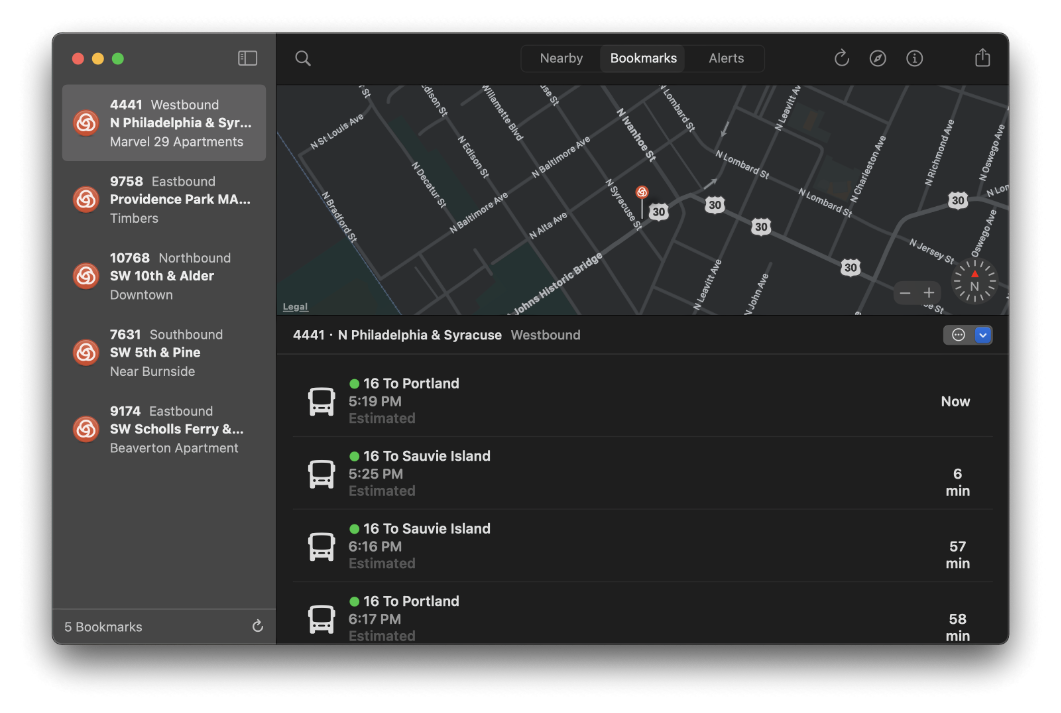 Nearby
Bookmarks
Alerts
4441 Westbound
N Philadelphia & Syr...
Marvel 29 Apartments
9758 Eastbound
Providence Park MA...
Timbers
10768 Northbound
SW 10th & Alder
Downtown
7631 Southbound
SW 5th & Pine
Near Burnside
9174 Eastbound
SW Scholls Ferry &...
Beaverton Apartment
5 Bookmarks
N St Louis Ave
N Bradford St
N Decatur St
N Edison St
dison St
Willamette Blvd
N Baltimore Ave
N Baltimore Ave
N Alta Ave
N Syracuse St
N Ivanhoe St
N Lombard St
N Lombard St
N Lombard St
N Leavitt Av
N Charleston Ave
N Richmond Ave
N Oswego Ave
N Lon
N Jersey St
Oswego Ave
N Leavitt Ave
N John Ave
Johns Historic Bridge
30
30
30
30
30
N
Legal
4441 · N Philadelphia & Syracuse Westbound
16 To Portland
5:19 PM
Estimated
Now
16 To Sauvie Island
5:25 PM
Estimated
6
min
16 To Sauvie Island
6:16 PM
Estimated
57
min
16 To Portland
6:17 PM
Estimated
58
min